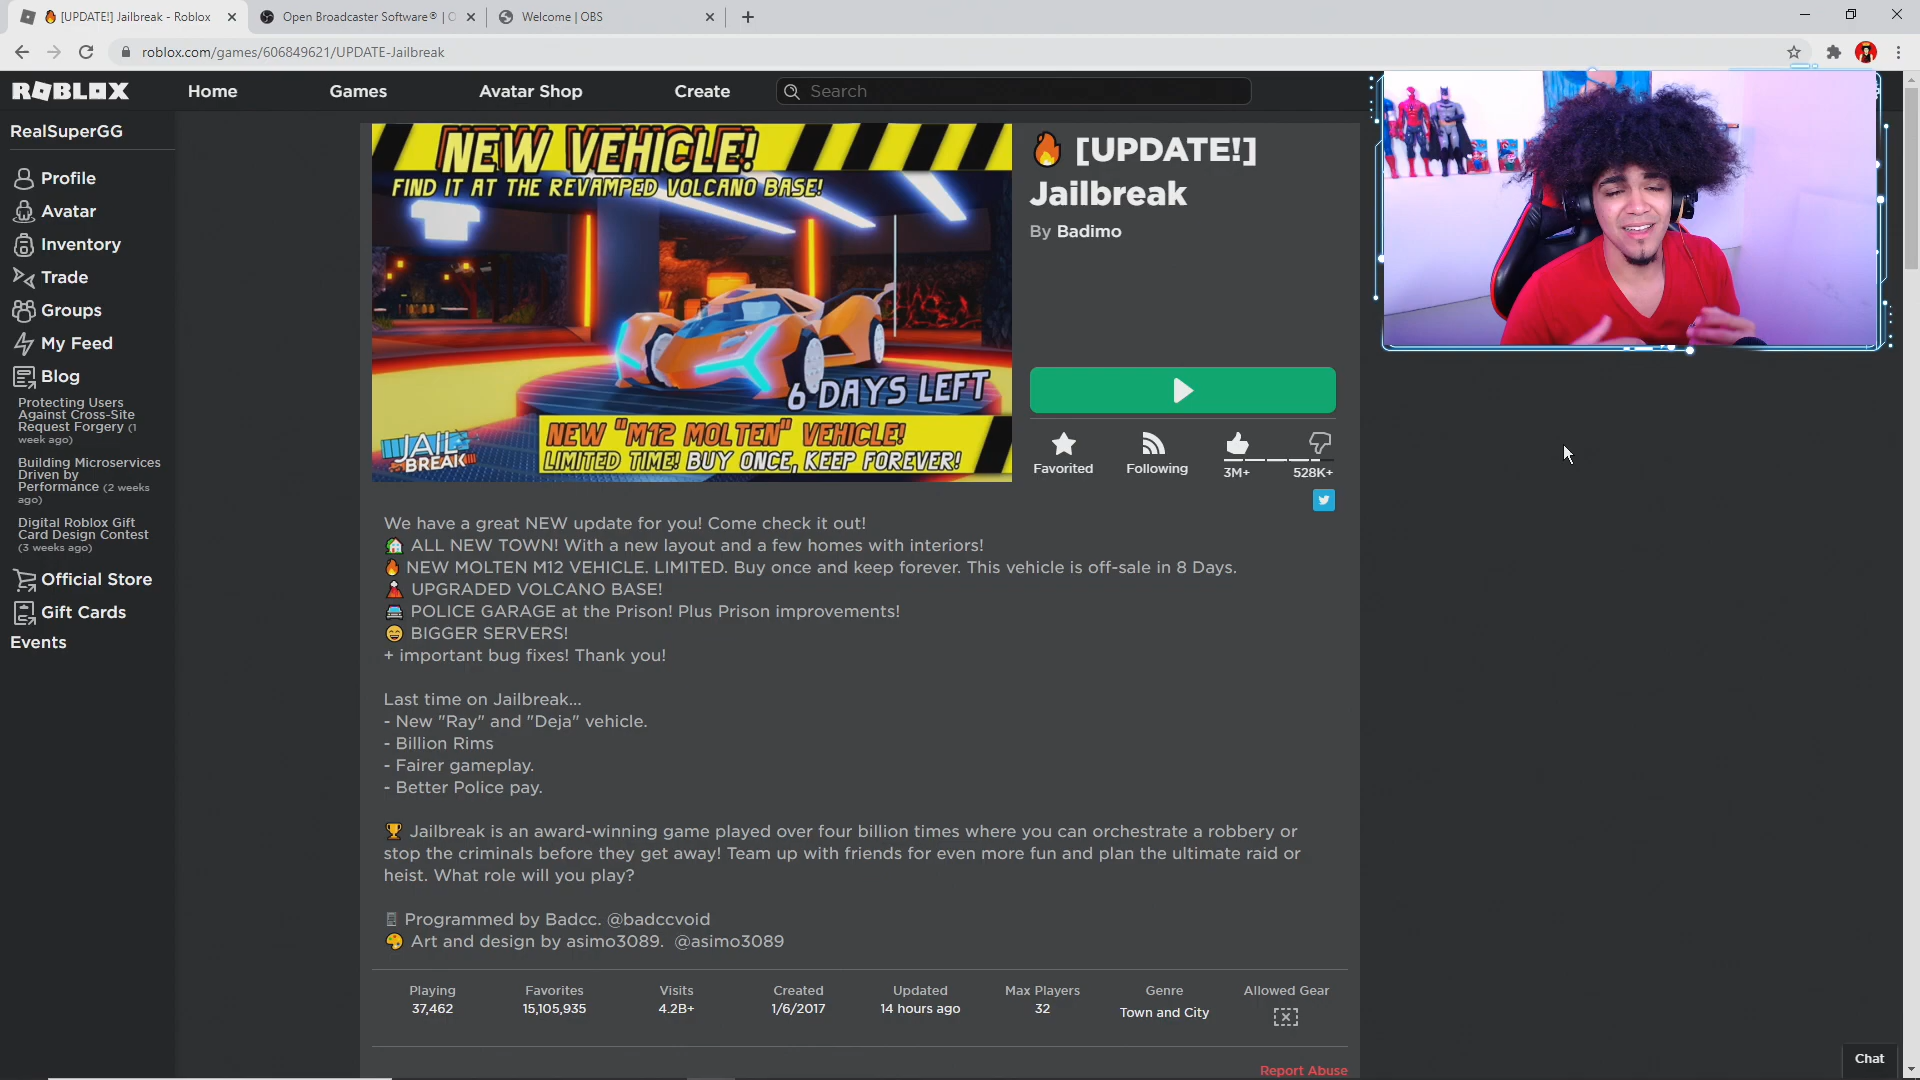 [UPDATE!] Jailbreak - Roblox
Open Broadcaster Software® | O
Welcome | OBS
roblox.com/games/606849621/UPDATE-Jailbreak
ROBLOX
Home
Games
Avatar Shop
Create
Search
RealSuperGG
Profile
Avatar
Inventory
Trade
Groups
My Feed
Blog
Protecting Users
Against Cross-Site
Request Forgery (1
week ago)
Building Microservices
Driven by
Performance (2 weeks
ago)
Digital Roblox Gift
Card Design Contest
(3 weeks ago)
Official Store
Gift Cards
Events
NEW VEHICLE!
FIND IT AT THE REVAMPED VOLCANO BASE!
6 DAYS LEFT
JAIL
BREAK
NEW "M12 MOLTEN" VEHICLE!
LIMITED TIME! BUY ONCE, KEEP FOREVER!
[UPDATE!]
Jailbreak
By Badimo
Favorited
Following
3M+
528K+
We have a great NEW update for you! Come check it out!
ALL NEW TOWN! With a new layout and a few homes with interiors!
NEW MOLTEN M12 VEHICLE. LIMITED. Buy once and keep forever. This vehicle is off-sale in 8 Days.
UPGRADED VOLCANO BASE!
POLICE GARAGE at the Prison! Plus Prison improvements!
BIGGER SERVERS!
+ important bug fixes! Thank you!
Last time on Jailbreak...
- New "Ray" and "Deja" vehicle.
- Billion Rims
- Fairer gameplay.
- Better Police pay.
Jailbreak is an award-winning game played over four billion times where you can orchestrate a robbery or
stop the criminals before they get away! Team up with friends for even more fun and plan the ultimate raid or
heist. What role will you play?
Programmed by Badcc. @badccvoid
Art and design by asimo3089. @asimo3089
Playing
37,462
Favorites
15,105,935
Visits
4.2B+
Created
1/6/2017
Updated
14 hours ago
Max Players
32
Genre
Town and City
Allowed Gear
Report Abuse
Chat